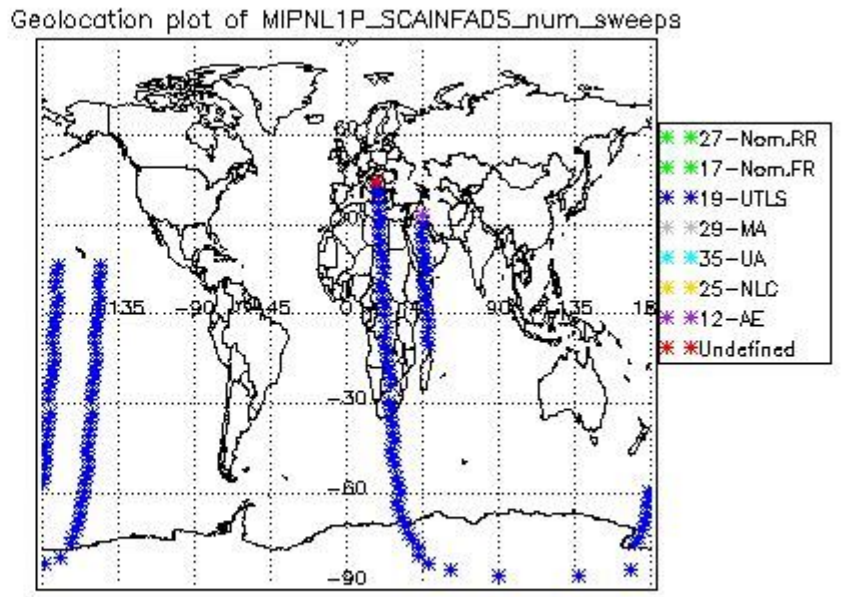 Geolocation plot of MIPNL1P_SCAINFADS_num_sweeps
27-Nom.RR
17-Nom.FR
19-UTLS
29-MA
35-UA
25-NLC
12-AE
Undefined
60
135 -90 45 0 90 135
-30
-60
-90